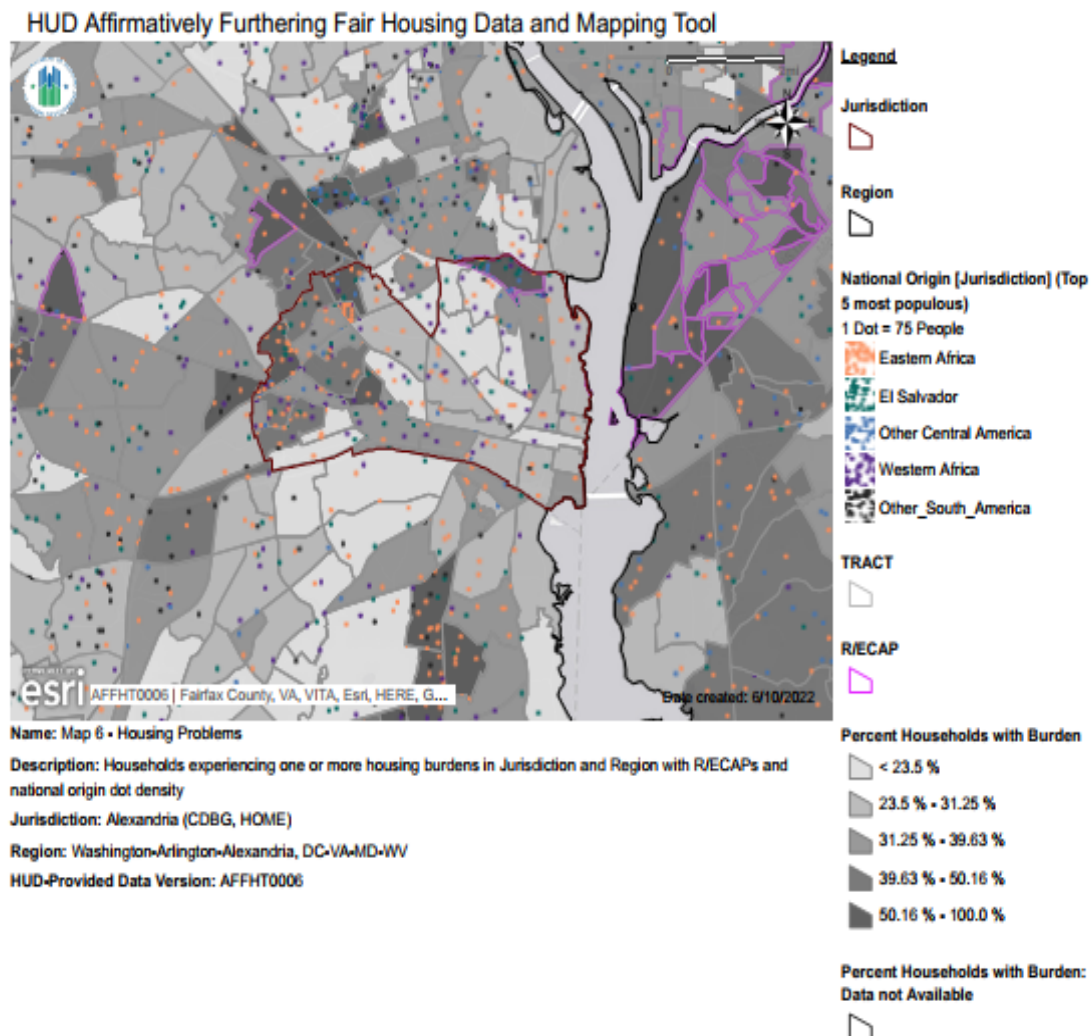 HUD Affirmatively Furthering Fair Housing Data and Mapping Tool
N
esri
AFFHT0006 | Fairfax County, VA, VITA, Esri, HERE, G...
Date created: 6/10/2022
Name: Map 6 - Housing Problems
Description: Households experiencing one or more housing burdens in Jurisdiction and Region with R/ECAPs and
national origin dot density
Jurisdiction: Alexandria (CDBG, HOME)
Region: Washington-Arlington-Alexandria, DC-VA-MD-WV
HUD-Provided Data Version: AFFHT0006
Legend
Jurisdiction
Region
National Origin [Jurisdiction] (Top
5 most populous)
1 Dot = 75 People
Eastern Africa
El Salvador
Other Central America
Western Africa
Other_South_America
TRACT
R/ECAP
Percent Households with Burden
< 23.5 %
23.5 % - 31.25 %
31.25 % - 39.63 %
39.63 % - 50.16 %
50.16 % - 100.0 %
Percent Households with Burden:
Data not Available